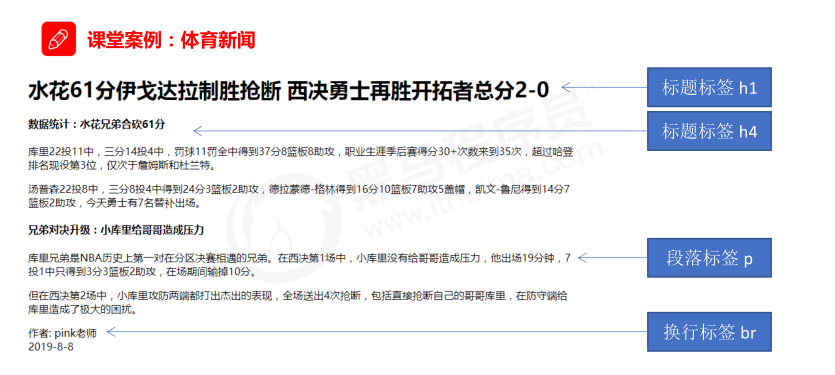 课堂案例：体育新闻
水花61分伊戈达拉制胜抢断 西决勇士再胜开拓者总分2-0
标题标签 h1
数据统计：水花兄弟合砍61分
标题标签 h4
库里22投11中，三分14投4中，罚球11罚全中得到37分8篮板8助攻，职业生涯季后赛得分30+次数来到35次，超过哈登
排名现役第3位，仅次于詹姆斯和杜兰特。
汤普森22投8中，三分8投4中得到24分3篮板2助攻，德拉蒙德-格林得到16分10篮板7助攻5盖帽，凯文-鲁尼得到14分7
篮板2助攻，今天勇士有7名替补出场。
兄弟对决升级：小库里给哥哥造成压力
库里兄弟是NBA历史上第一对在分区决赛相遇的兄弟。在西决第1场中，小库里没有给哥哥造成压力，他出场19分钟，7
投1中只得到3分3篮板2助攻，在场期间输掉10分。
段落标签 p
但在西决第2场中，小库里攻防两端都打出杰出的表现，全场送出4次抢断，包括直接抢断自己的哥哥库里，在防守端给
库里造成了极大的困扰。
作者: pink老师
换行标签 br
2019-8-8
黑马程序员
www.itheima.com